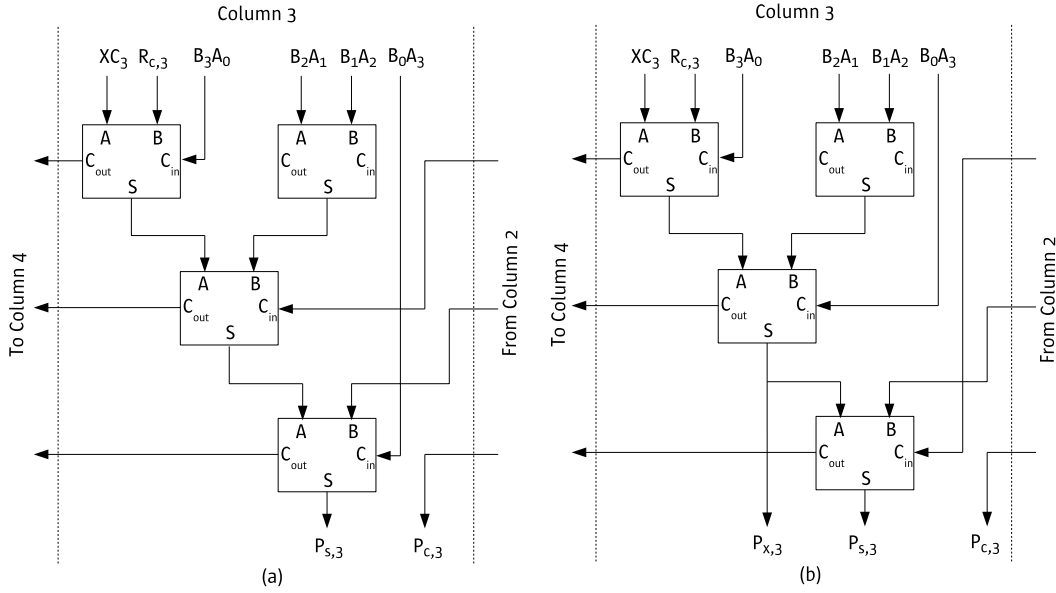 Column 3
XC3 Rc,3 B3A0 B2A1 B1A2 B0A3
A B
Cout Cin
S
A B
Cout Cin
S
To Column 4
A B
Cout Cin
S
From Column 2
A B
Cout Cin
S
Ps,3 Pc,3
(a)
Column 3
XC3 Rc,3 B3A0 B2A1 B1A2 B0A3
A B
Cout Cin
S
A B
Cout Cin
S
To Column 4
A B
Cout Cin
S
From Column 2
A B
Cout Cin
S
Px,3 Ps,3 Pc,3
(b)